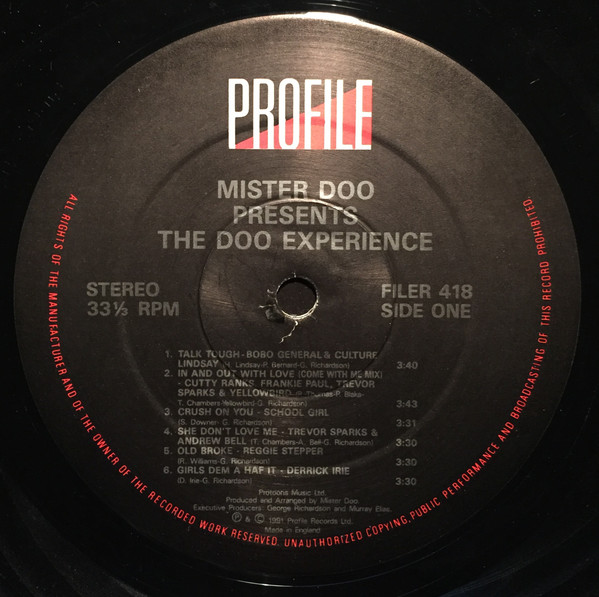 PROFILE
MISTER DOO
PRESENTS
THE DOO EXPERIENCE
STEREO
33⅓ RPM
FILER 418
SIDE ONE
1. TALK TOUGH - BOBO GENERAL & CULTURE
LINDSAY (H. Lindsay-P. Bernard-G. Richardson) 3:40
2. IN AND OUT WITH LOVE (COME WITH ME MIX)
- CUTTY RANKS, FRANKIE PAUL, TREVOR
SPARKS & YELLOWBIRD (P. Thomas-P. Blake-
T. Chambers-Yellowbird-G. Richardson) 3:43
3. CRUSH ON YOU - SCHOOL GIRL
(S. Downer-G. Richardson) 3:31
4. SHE DON'T LOVE ME - TREVOR SPARKS &
ANDREW BELL (T. Chambers-A. Bell-G. Richardson) 3:30
5. OLD BROKE - REGGIE STEPPER
(R. Williams-G. Richardson) 3:30
6. GIRLS DEM A HAF IT - DERRICK IRIE
(D. Irie-G. Richardson) 3:30
Protoons Music Ltd.
Produced and Arranged by Mister Doo.
Executive Producers: George Richardson and Murray Elias.
℗ & © 1991 Profile Records Ltd.
Made in England.
ALL RIGHTS OF THE MANUFACTURER AND OF THE OWNER OF THE RECORDED WORK RESERVED. UNAUTHORIZED COPYING, PUBLIC PERFORMANCE AND BROADCASTING OF THIS RECORD PROHIBITED.